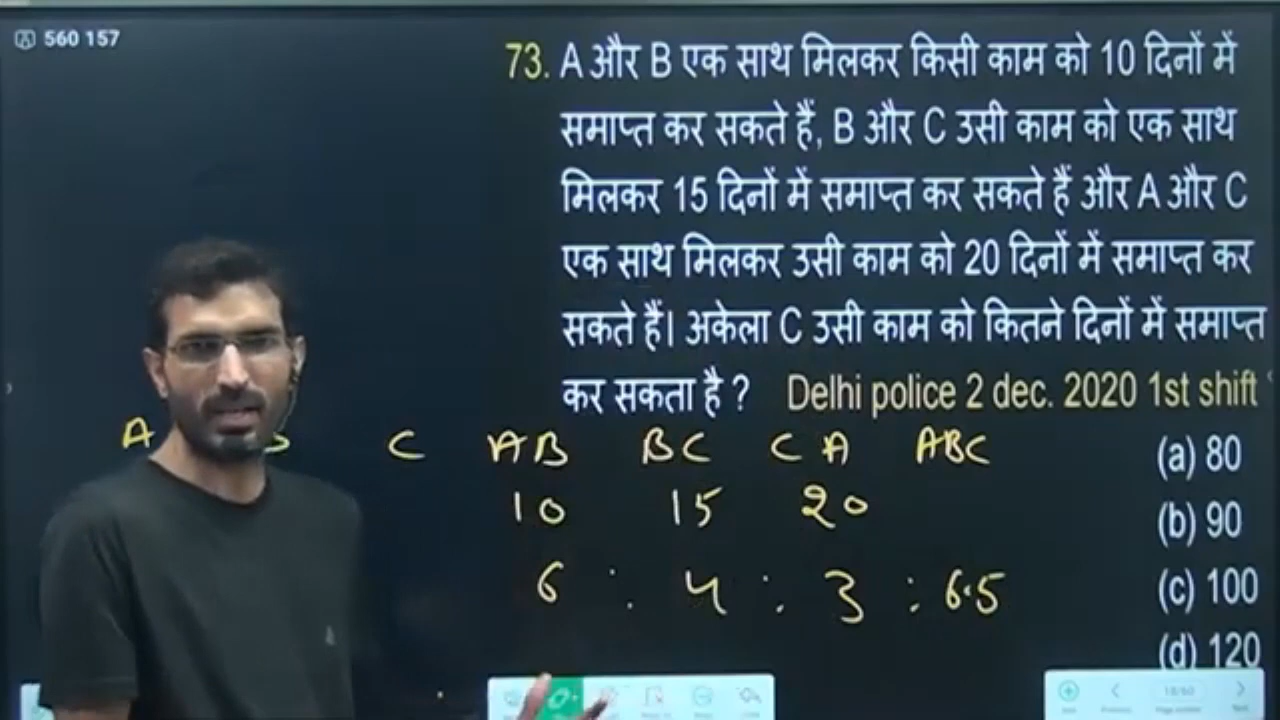 560 157
73. A और B एक साथ मिलकर किसी काम को 10 दिनों में
समाप्त कर सकते हैं, B और C उसी काम को एक साथ
मिलकर 15 दिनों में समाप्त कर सकते हैं और A और C
एक साथ मिलकर उसी काम को 20 दिनों में समाप्त कर
सकते हैं। अकेला C उसी काम को कितने दिनों में समाप्त
कर सकता है ? Delhi police 2 dec. 2020 1st shift
A C AB BC CA ABC
10 15 20
6 : 4 : 3 : 6.5
(a) 80
(b) 90
(c) 100
(d) 120